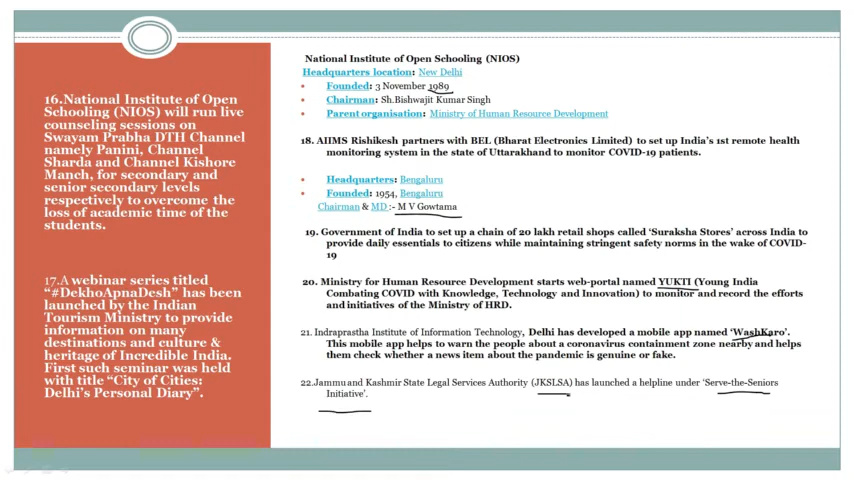 16.National Institute of Open
Schooling (NIOS) will run live
counseling sessions on
Swayam Prabha DTH Channel
namely Panini, Channel
Sharda and Channel Kishore
Manch, for secondary and
senior secondary levels
respectively to overcome the
loss of academic time of the
students.
17.A webinar series titled
“#DekhoApnaDesh” has been
launched by the Indian
Tourism Ministry to provide
information on many
destinations and culture &
heritage of Incredible India.
First such seminar was held
with title “City of Cities:
Delhi’s Personal Diary”.
National Institute of Open Schooling (NIOS)
Headquarters location: New Delhi
• Founded: 3 November 1989
• Chairman: Sh.Bishwajit Kumar Singh
• Parent organisation: Ministry of Human Resource Development
18. AIIMS Rishikesh partners with BEL (Bharat Electronics Limited) to set up India’s 1st remote health
monitoring system in the state of Uttarakhand to monitor COVID-19 patients.
• Headquarters: Bengaluru
• Founded: 1954, Bengaluru
Chairman & MD :- M V Gowtama
19. Government of India to set up a chain of 20 lakh retail shops called ‘Suraksha Stores’ across India to
provide daily essentials to citizens while maintaining stringent safety norms in the wake of COVID-
19
20. Ministry for Human Resource Development starts web-portal named YUKTI (Young India
Combating COVID with Knowledge, Technology and Innovation) to monitor and record the efforts
and initiatives of the Ministry of HRD.
21. Indraprastha Institute of Information Technology, Delhi has developed a mobile app named ‘WashKaro’.
This mobile app helps to warn the people about a coronavirus containment zone nearby and helps
them check whether a news item about the pandemic is genuine or fake.
22.Jammu and Kashmir State Legal Services Authority (JKSLSA) has launched a helpline under ‘Serve-the-Seniors
Initiative’.